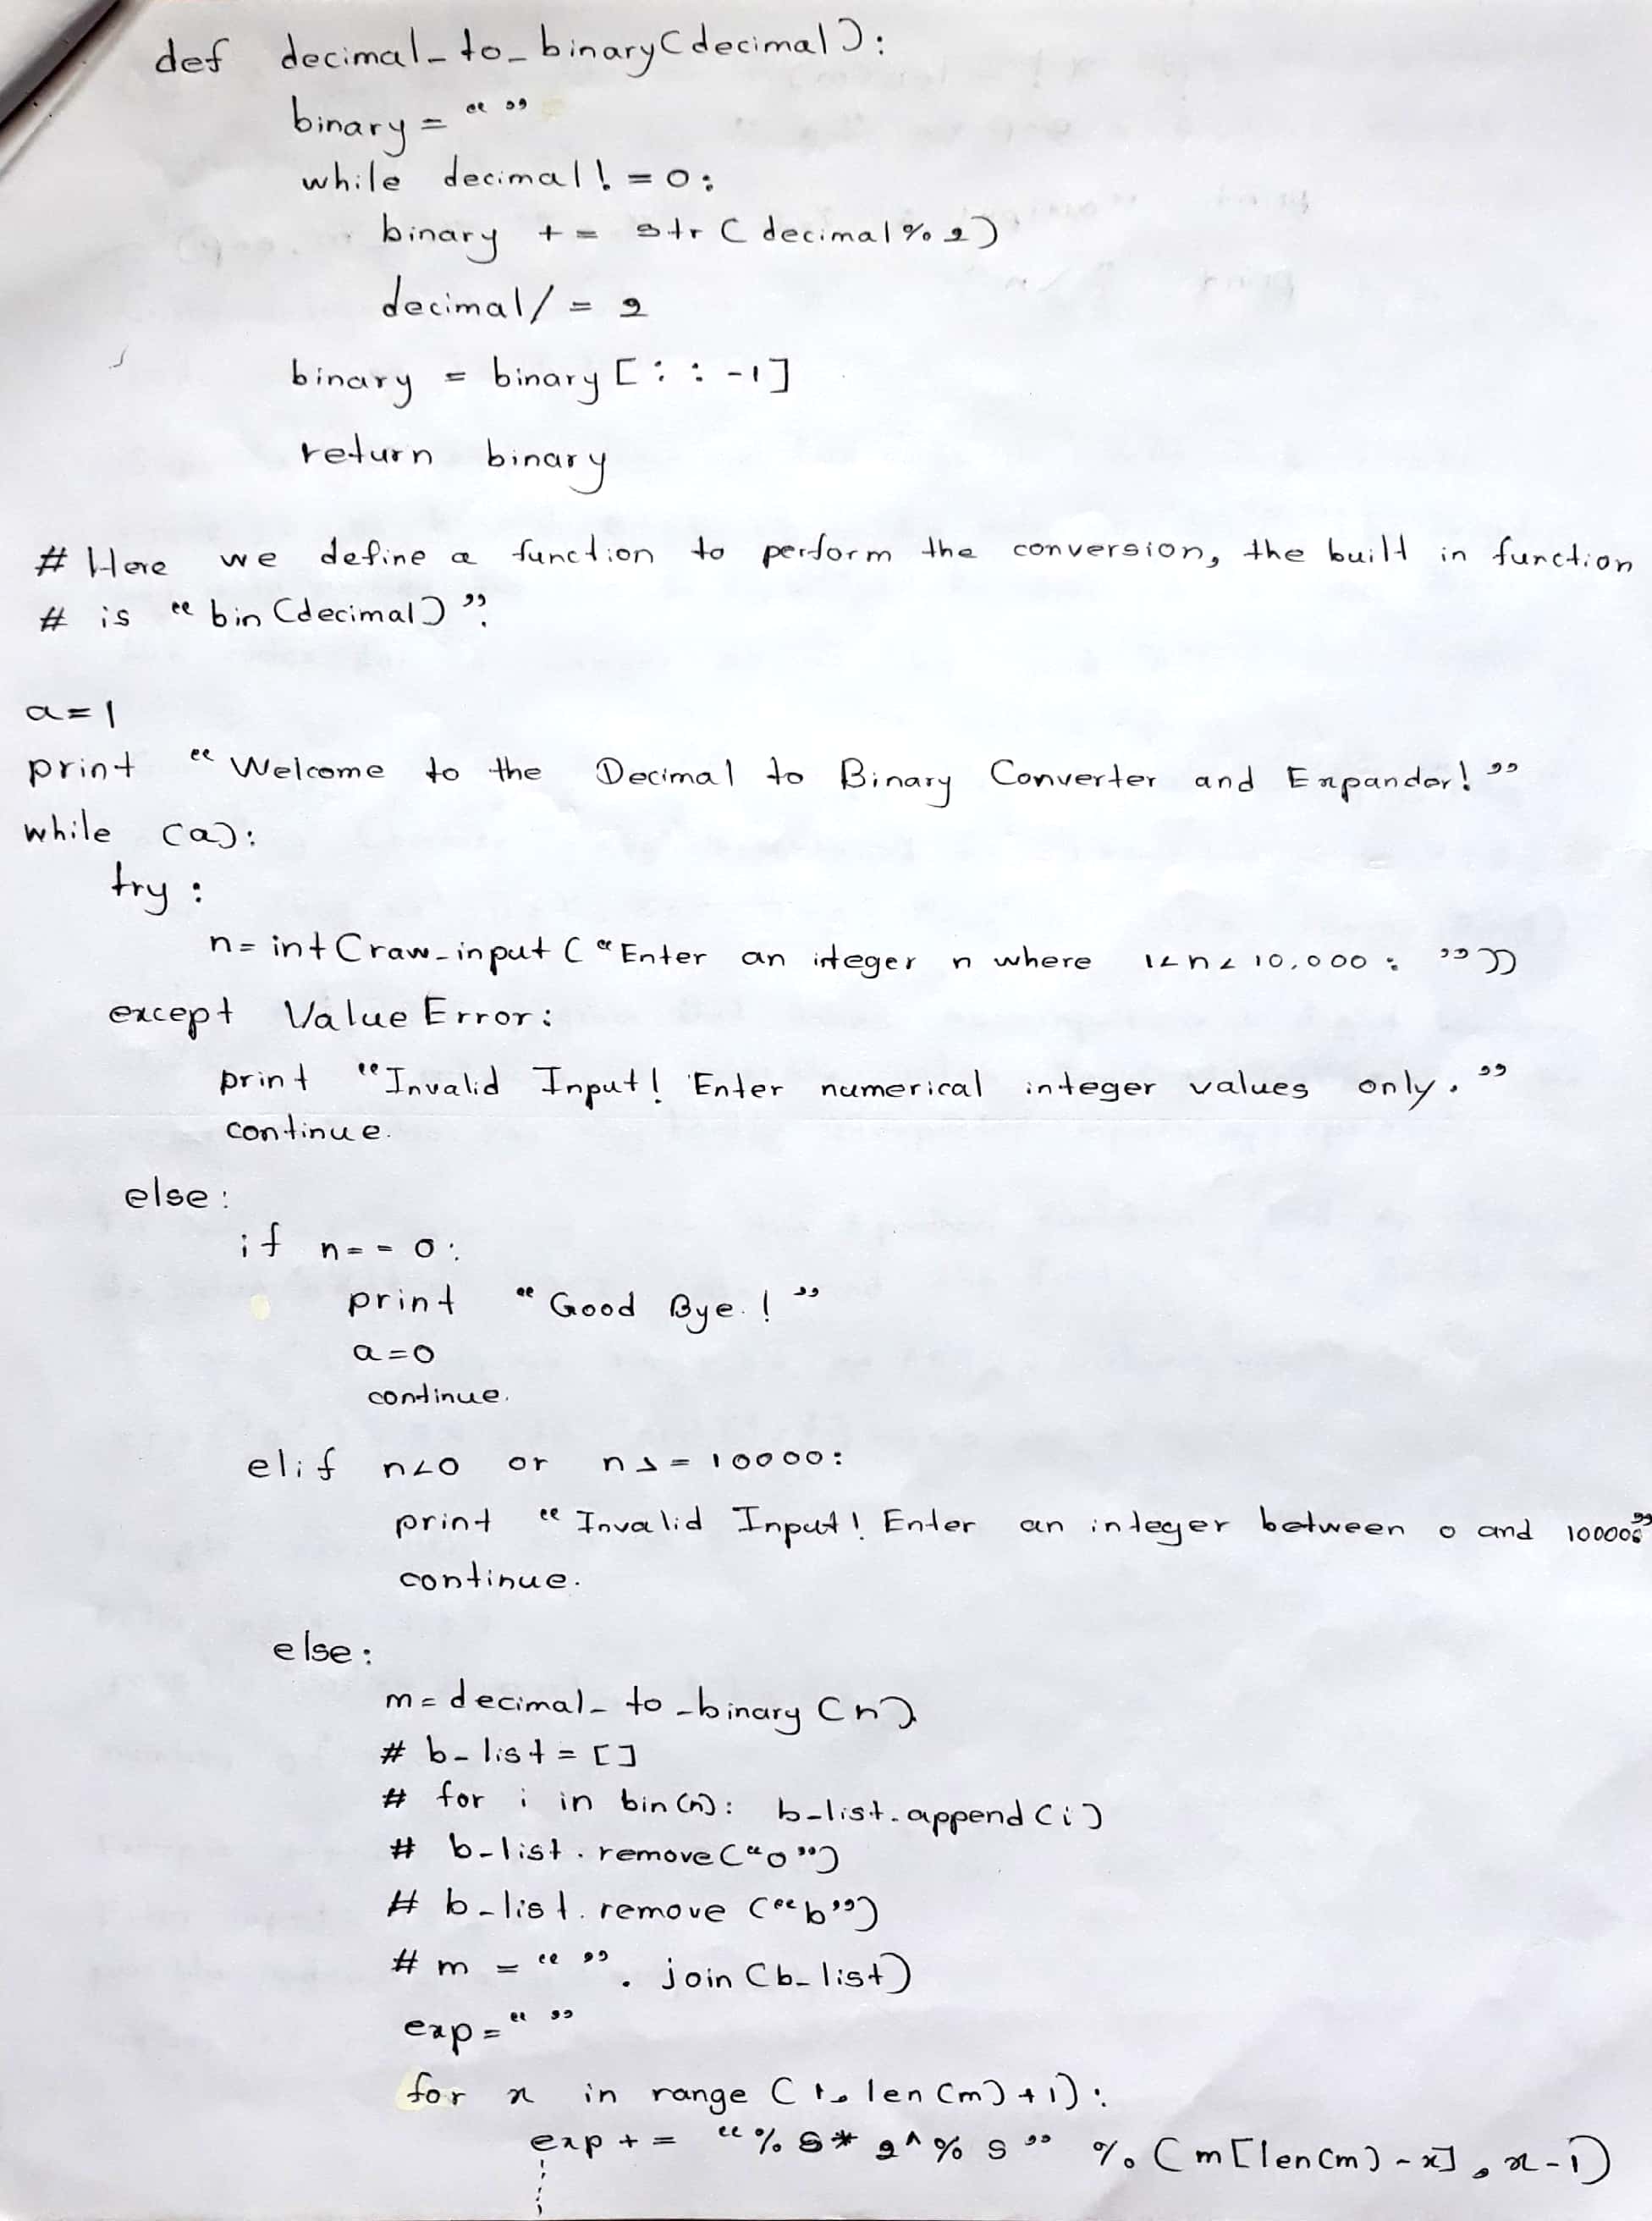 def decimal_to_binary(decimal):
binary = “ ”
while decimal! = 0:
binary += str (decimal % 2)
decimal/ = 2
binary = binary [: : -1]
return binary
# Here we define a function to perform the conversion, the built in function
# is “bin (decimal)”.
a=1
print “Welcome to the Decimal to Binary Converter and Expander!”
while (a):
try :
n= int (raw_input (“Enter an integer n where 1<n<10,000 : ”))
except ValueError:
print “Invalid Input! Enter numerical integer values only.”
continue.
else:
if n== 0:
print “Good Bye.!”
a=0
continue.
elif n<0 or n>=10000:
print “Invalid Input! Enter an integer between 0 and 10000:”
continue.
else:
m= decimal_to_binary (n)
# b_list = []
# for i in bin(n): b_list.append (i)
# b_list.remove(“0”)
# b_list.remove (“b”)
# m = “ ”. join (b_list)
exp = “ ”
for x in range (1, len (m) +1):
exp += “%s* 2^%s” % (m[len(m) - x], x-1)